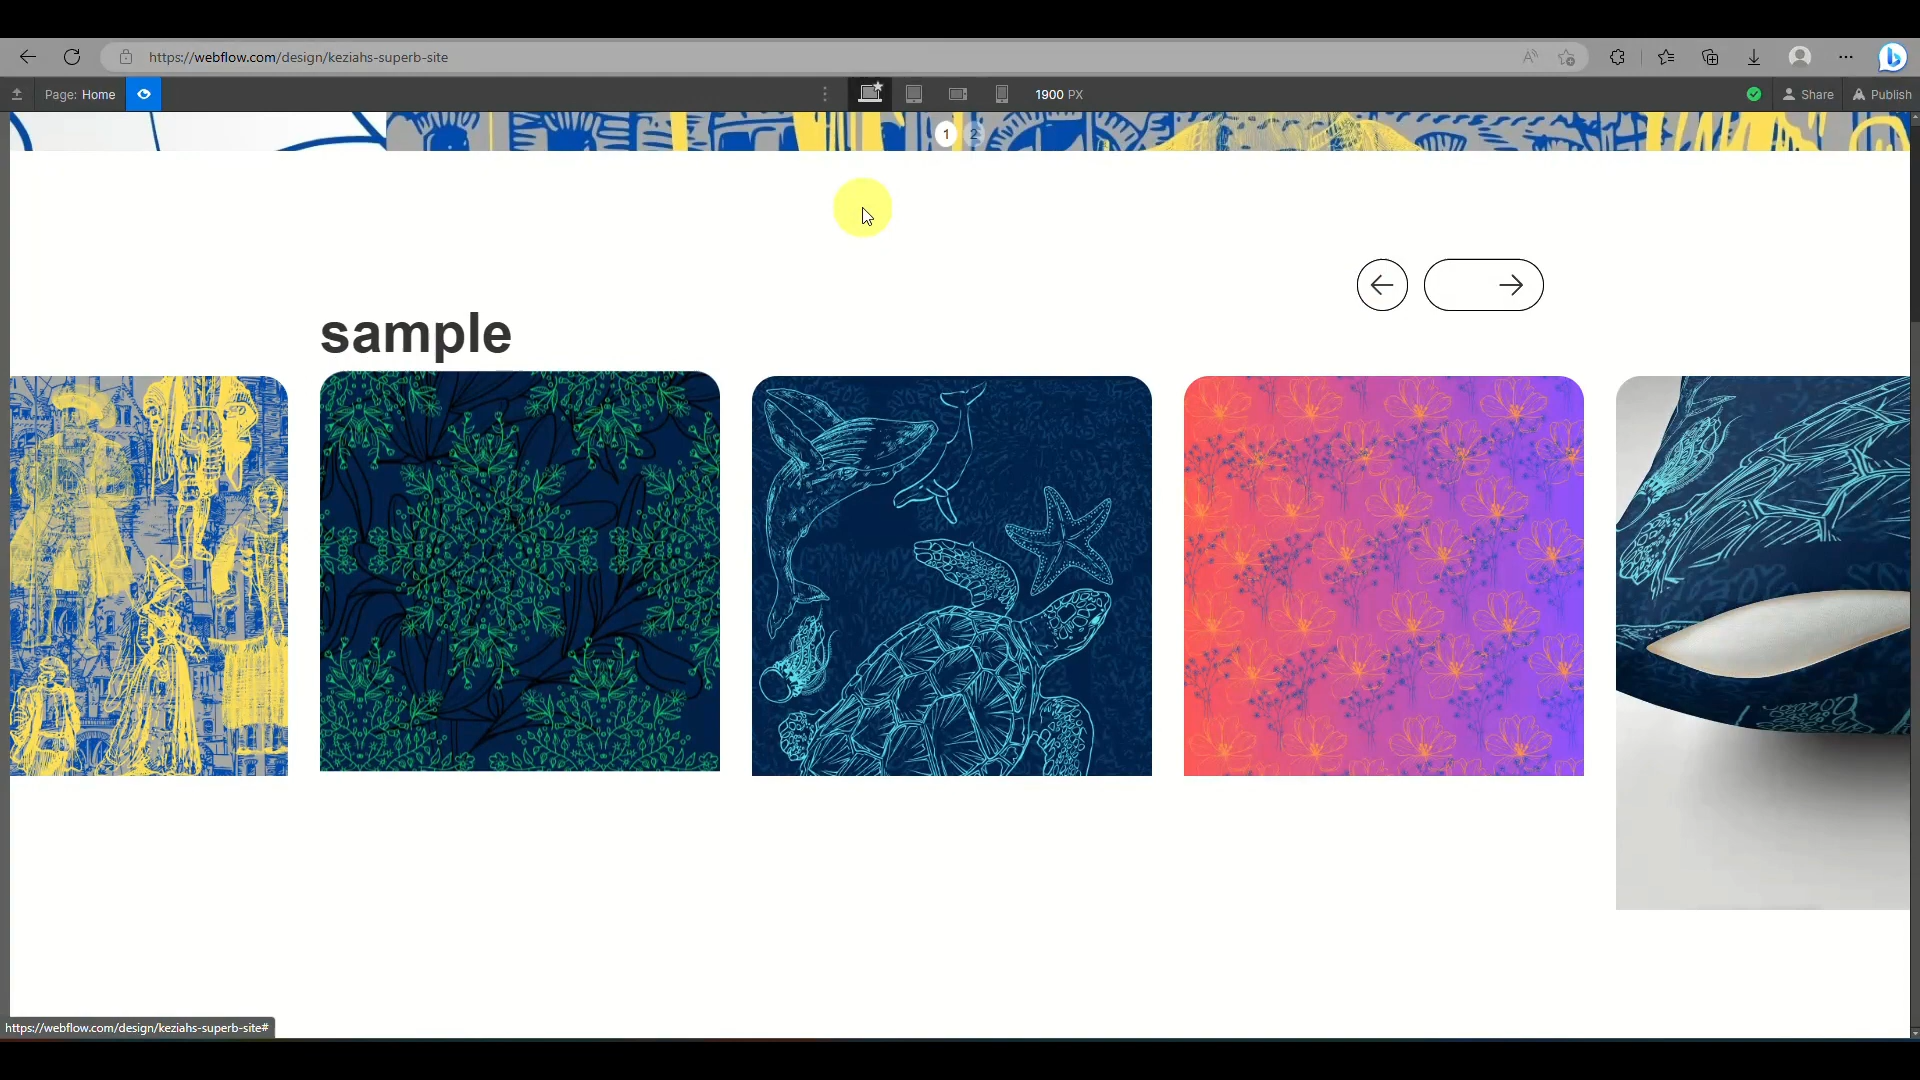 https://webflow.com/design/keziahs-superb-site
Page: Home
1900 PX
Share
Publish
1 2
sample
https://webflow.com/design/keziahs-superb-site#